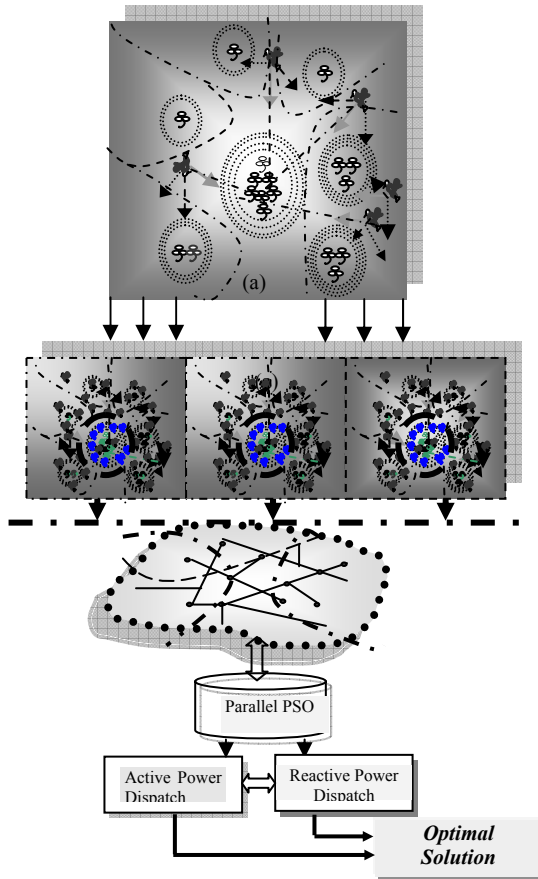 (a)
Parallel PSO
Active Power
Dispatch
Reactive Power
Dispatch
Optimal
Solution